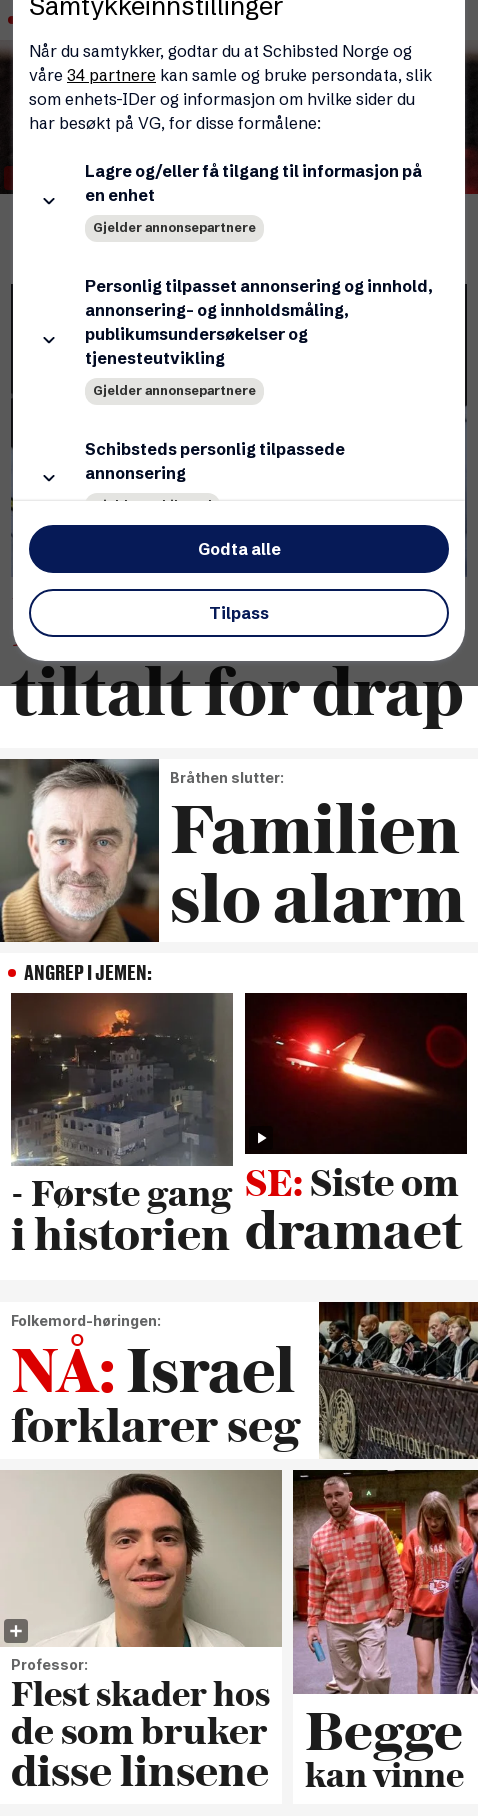 Samtykkeinnstillinger
Når du samtykker, godtar du at Schibsted Norge og
våre 34 partnere kan samle og bruke persondata, slik
som enhets-IDer og informasjon om hvilke sider du
har besøkt på VG, for disse formålene:
Lagre og/eller få tilgang til informasjon på
en enhet
Gjelder annonsepartnere
Personlig tilpasset annonsering og innhold,
annonsering- og innholdsmåling,
publikumsundersøkelser og
tjenesteutvikling
Gjelder annonsepartnere
Schibsteds personlig tilpassede
annonsering
Godta alle
Tilpass
tiltalt for drap
Bråthen slutter:
Familien
slo alarm
ANGREP I JEMEN:
- Første gang
i historien
SE: Siste om
dramaet
Folkemord-høringen:
NÅ: Israel
forklarer seg
INTERNATIONAL COU
Professor:
Flest skader hos
de som bruker
disse linsene
Begge
kan vinne